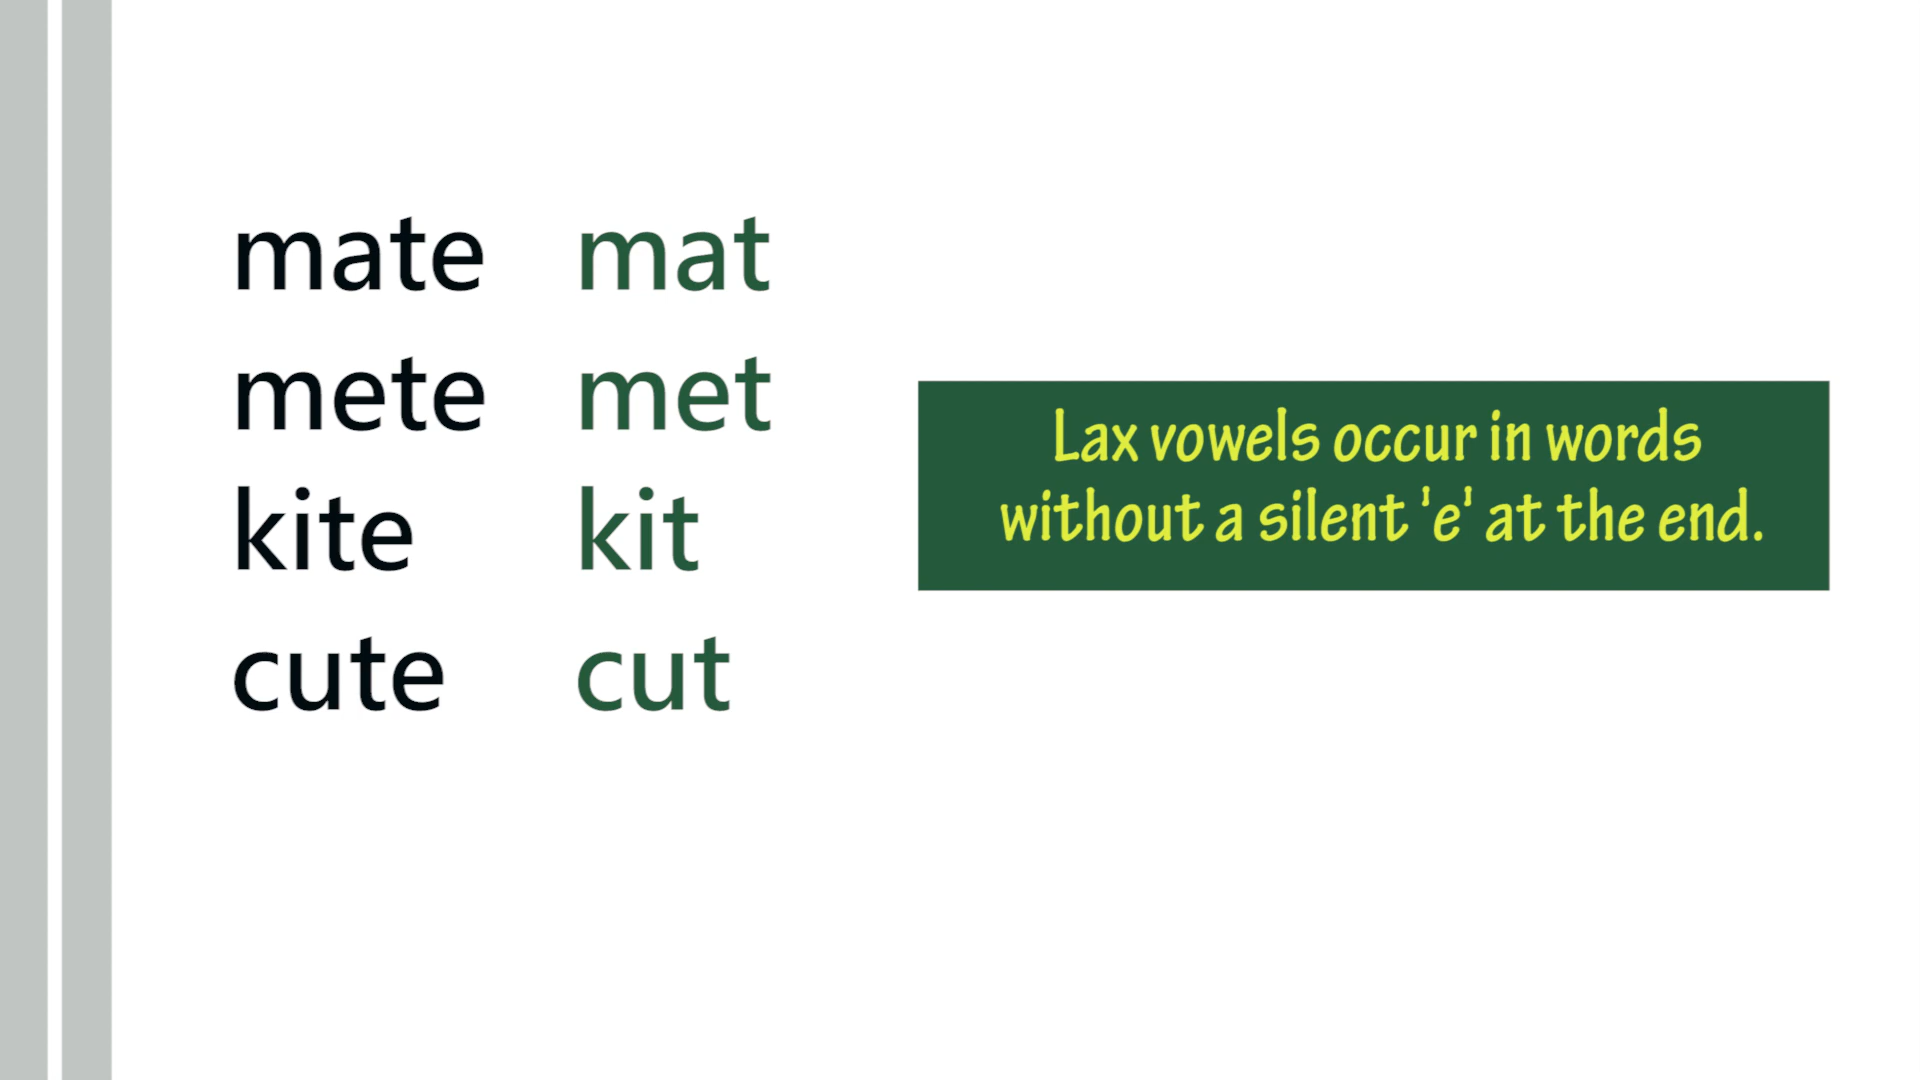 mate mat
mete met
kite kit
cute cut
Lax vowels occur in words
without a silent 'e' at the end.